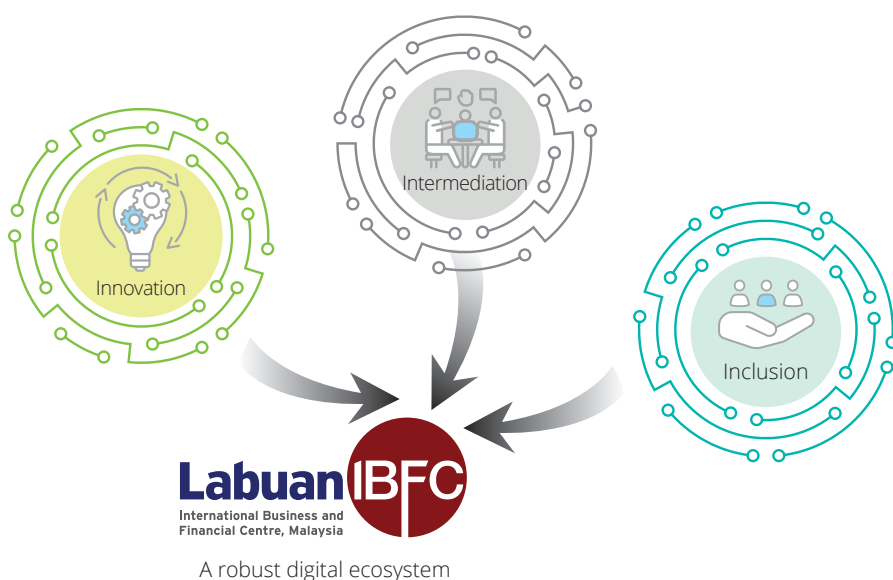 Intermediation
Innovation
Inclusion
Labuan IBFC
International Business and
Financial Centre, Malaysia
A robust digital ecosystem